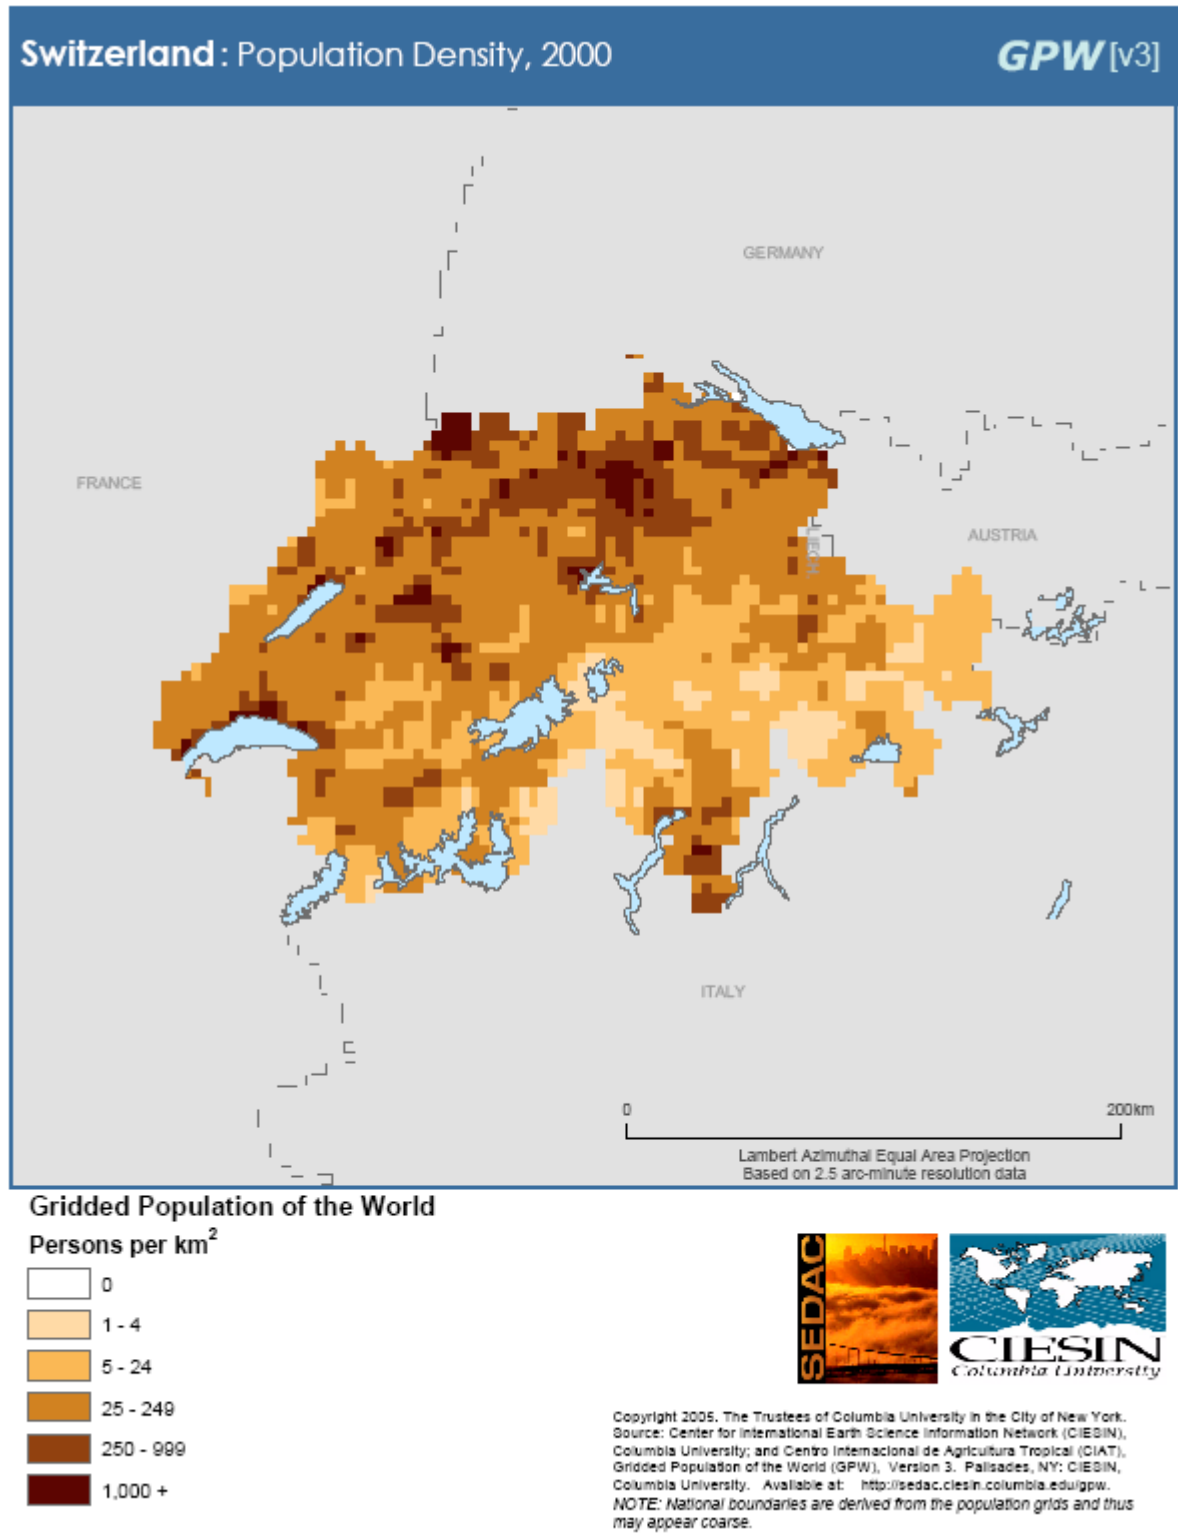 Switzerland : Population Density, 2000
GPW [v3]
GERMANY
FRANCE
AUSTRIA
LIECH.
ITALY
0 200km
Lambert Azimuthal Equal Area Projection
Based on 2.5 arc-minute resolution data
Gridded Population of the World
Persons per km²
0
1 - 4
5 - 24
25 - 249
250 - 999
1,000 +
SEDAC
CIESIN
Columbia University
Copyright 2005. The Trustees of Columbia University in the City of New York.
Source: Center for International Earth Science Information Network (CIESIN),
Columbia University; and Centro Internacional de Agricultura Tropical (CIAT),
Gridded Population of the World (GPW), Version 3. Palisades, NY: CIESIN,
Columbia University. Available at: http://sedac.ciesin.columbia.edu/gpw.
NOTE: National boundaries are derived from the population grids and thus
may appear coarse.